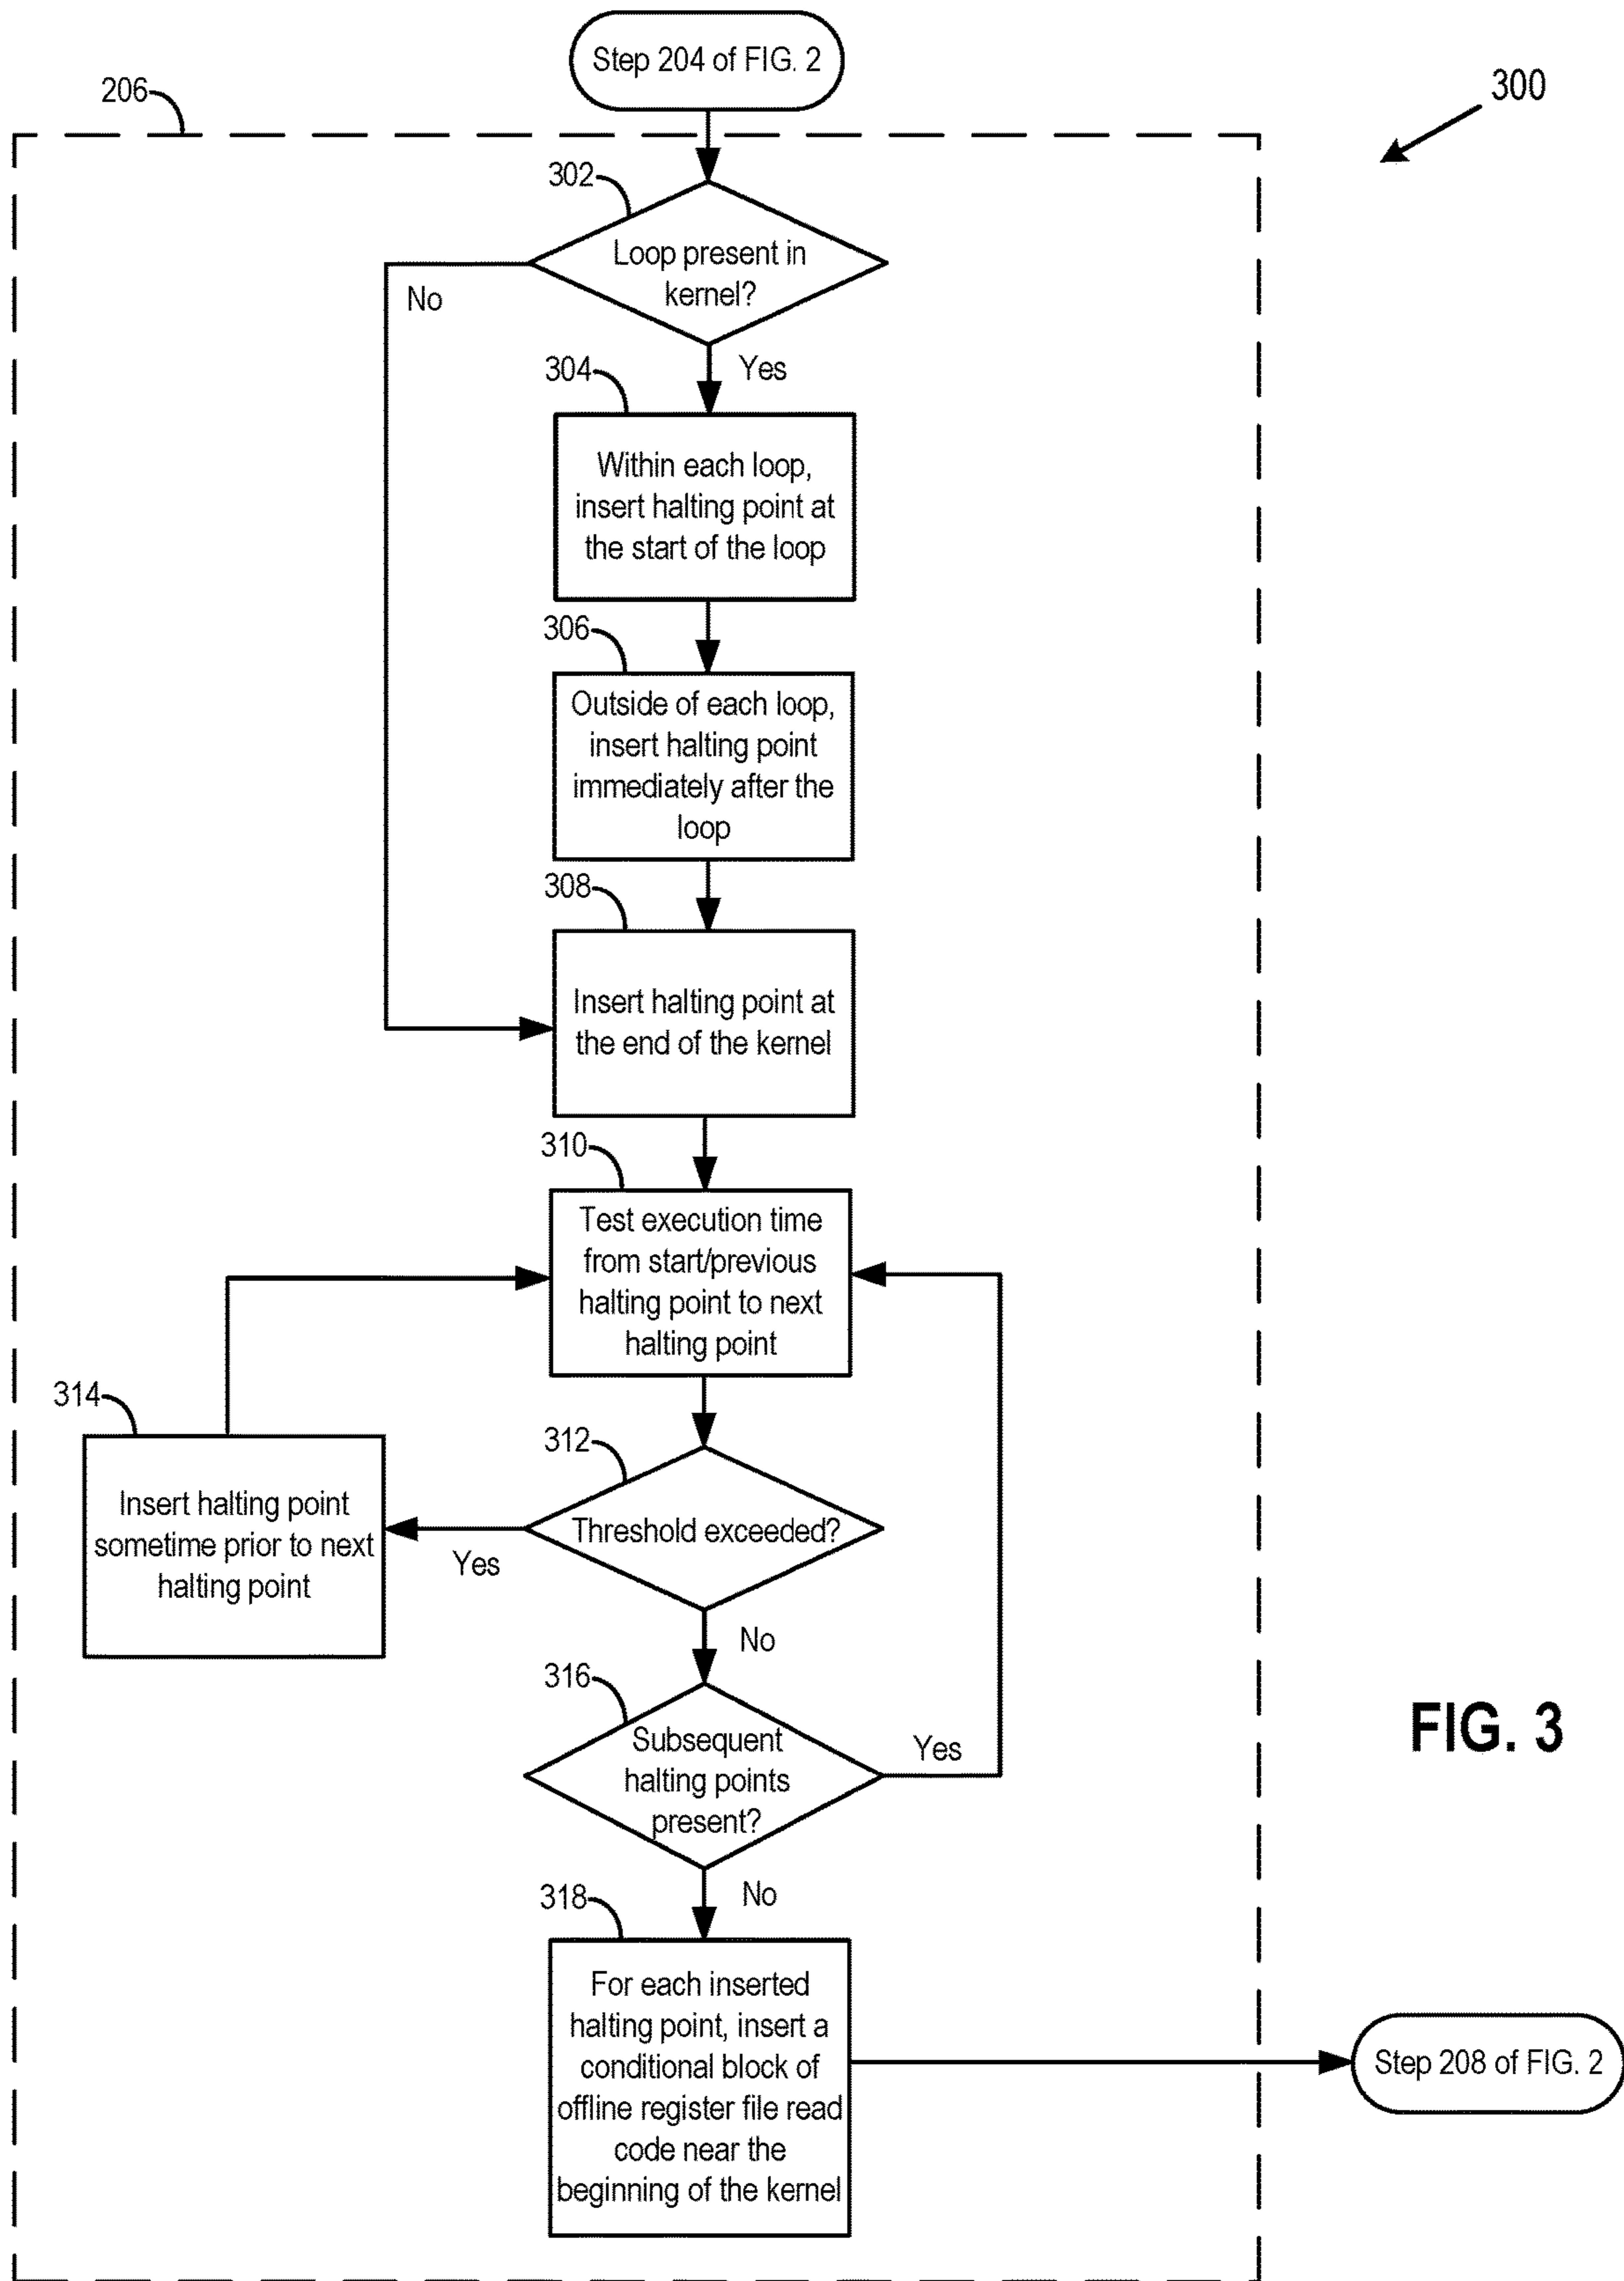 Step 204 of FIG. 2
300
206
302
Loop present in
kernel?
No
Yes
304
Within each loop,
insert halting point at
the start of the loop
306
Outside of each loop,
insert halting point
immediately after the
loop
308
Insert halting point at
the end of the kernel
310
Test execution time
from start/previous
halting point to next
halting point
314
Insert halting point
sometime prior to next
halting point
312
Threshold exceeded?
Yes
No
316
Subsequent
halting points
present?
Yes
No
FIG. 3
318
For each inserted
halting point, insert a
conditional block of
offline register file read
code near the
beginning of the kernel
Step 208 of FIG. 2